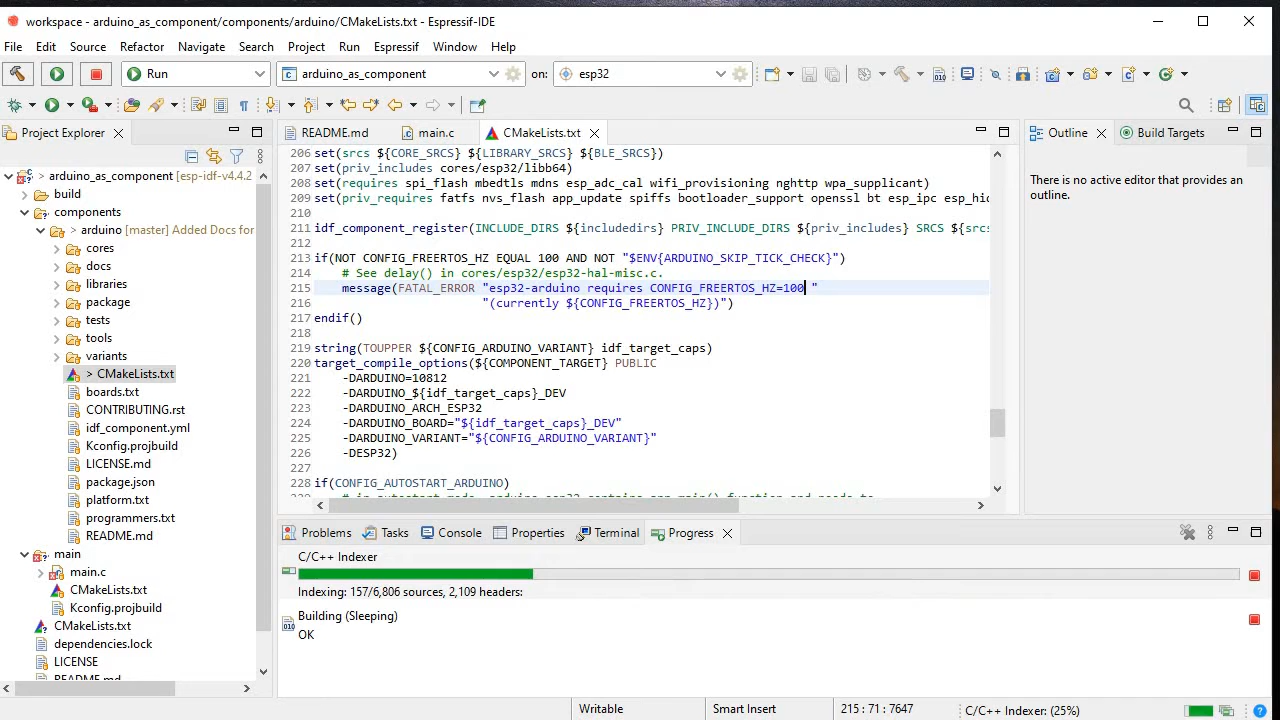 workspace - arduino_as_component/components/arduino/CMakeLists.txt - Espressif-IDE
File Edit Source Refactor Navigate Search Project Run Espressif Window Help
Run arduino_as_component on: esp32
Project Explorer
> arduino_as_component [esp-idf-v4.4.2
build
components
> arduino [master] Added Docs for
cores
docs
libraries
package
tests
tools
variants
> CMakeLists.txt
boards.txt
CONTRIBUTING.rst
idf_component.yml
Kconfig.projbuild
LICENSE.md
package.json
platform.txt
programmers.txt
README.md
main
main.c
CMakeLists.txt
Kconfig.projbuild
CMakeLists.txt
dependencies.lock
LICENSE
README.md
README.md main.c CMakeLists.txt
206 set(srcs ${CORE_SRCS} ${LIBRARY_SRCS} ${BLE_SRCS})
207 set(priv_includes cores/esp32/libb64)
208 set(requires spi_flash mbedtls mdns esp_adc_cal wifi_provisioning nghttp wpa_supplicant)
209 set(priv_requires fatfs nvs_flash app_update spiffs bootloader_support openssl bt esp_ipc esp_hid
210
211 idf_component_register(INCLUDE_DIRS ${includedirs} PRIV_INCLUDE_DIRS ${priv_includes} SRCS ${srcs
212
213 if(NOT CONFIG_FREERTOS_HZ EQUAL 100 AND NOT "$ENV{ARDUINO_SKIP_TICK_CHECK}")
214 # See delay() in cores/esp32/esp32-hal-misc.c.
215 message(FATAL_ERROR "esp32-arduino requires CONFIG_FREERTOS_HZ=100 "
216 "(currently ${CONFIG_FREERTOS_HZ})")
217 endif()
218
219 string(TOUPPER ${CONFIG_ARDUINO_VARIANT} idf_target_caps)
220 target_compile_options(${COMPONENT_TARGET} PUBLIC
221 -DARDUINO=10812
222 -DARDUINO_${idf_target_caps}_DEV
223 -DARDUINO_ARCH_ESP32
224 -DARDUINO_BOARD="${idf_target_caps}_DEV"
225 -DARDUINO_VARIANT="${CONFIG_ARDUINO_VARIANT}"
226 -DESP32)
227
228 if(CONFIG_AUTOSTART_ARDUINO)
Outline Build Targets
There is no active editor that provides an
outline.
Problems Tasks Console Properties Terminal Progress
C/C++ Indexer
Indexing: 157/6,806 sources, 2,109 headers:
Building (Sleeping)
OK
Writable Smart Insert 215 : 71 : 7647 C/C++ Indexer: (25%)